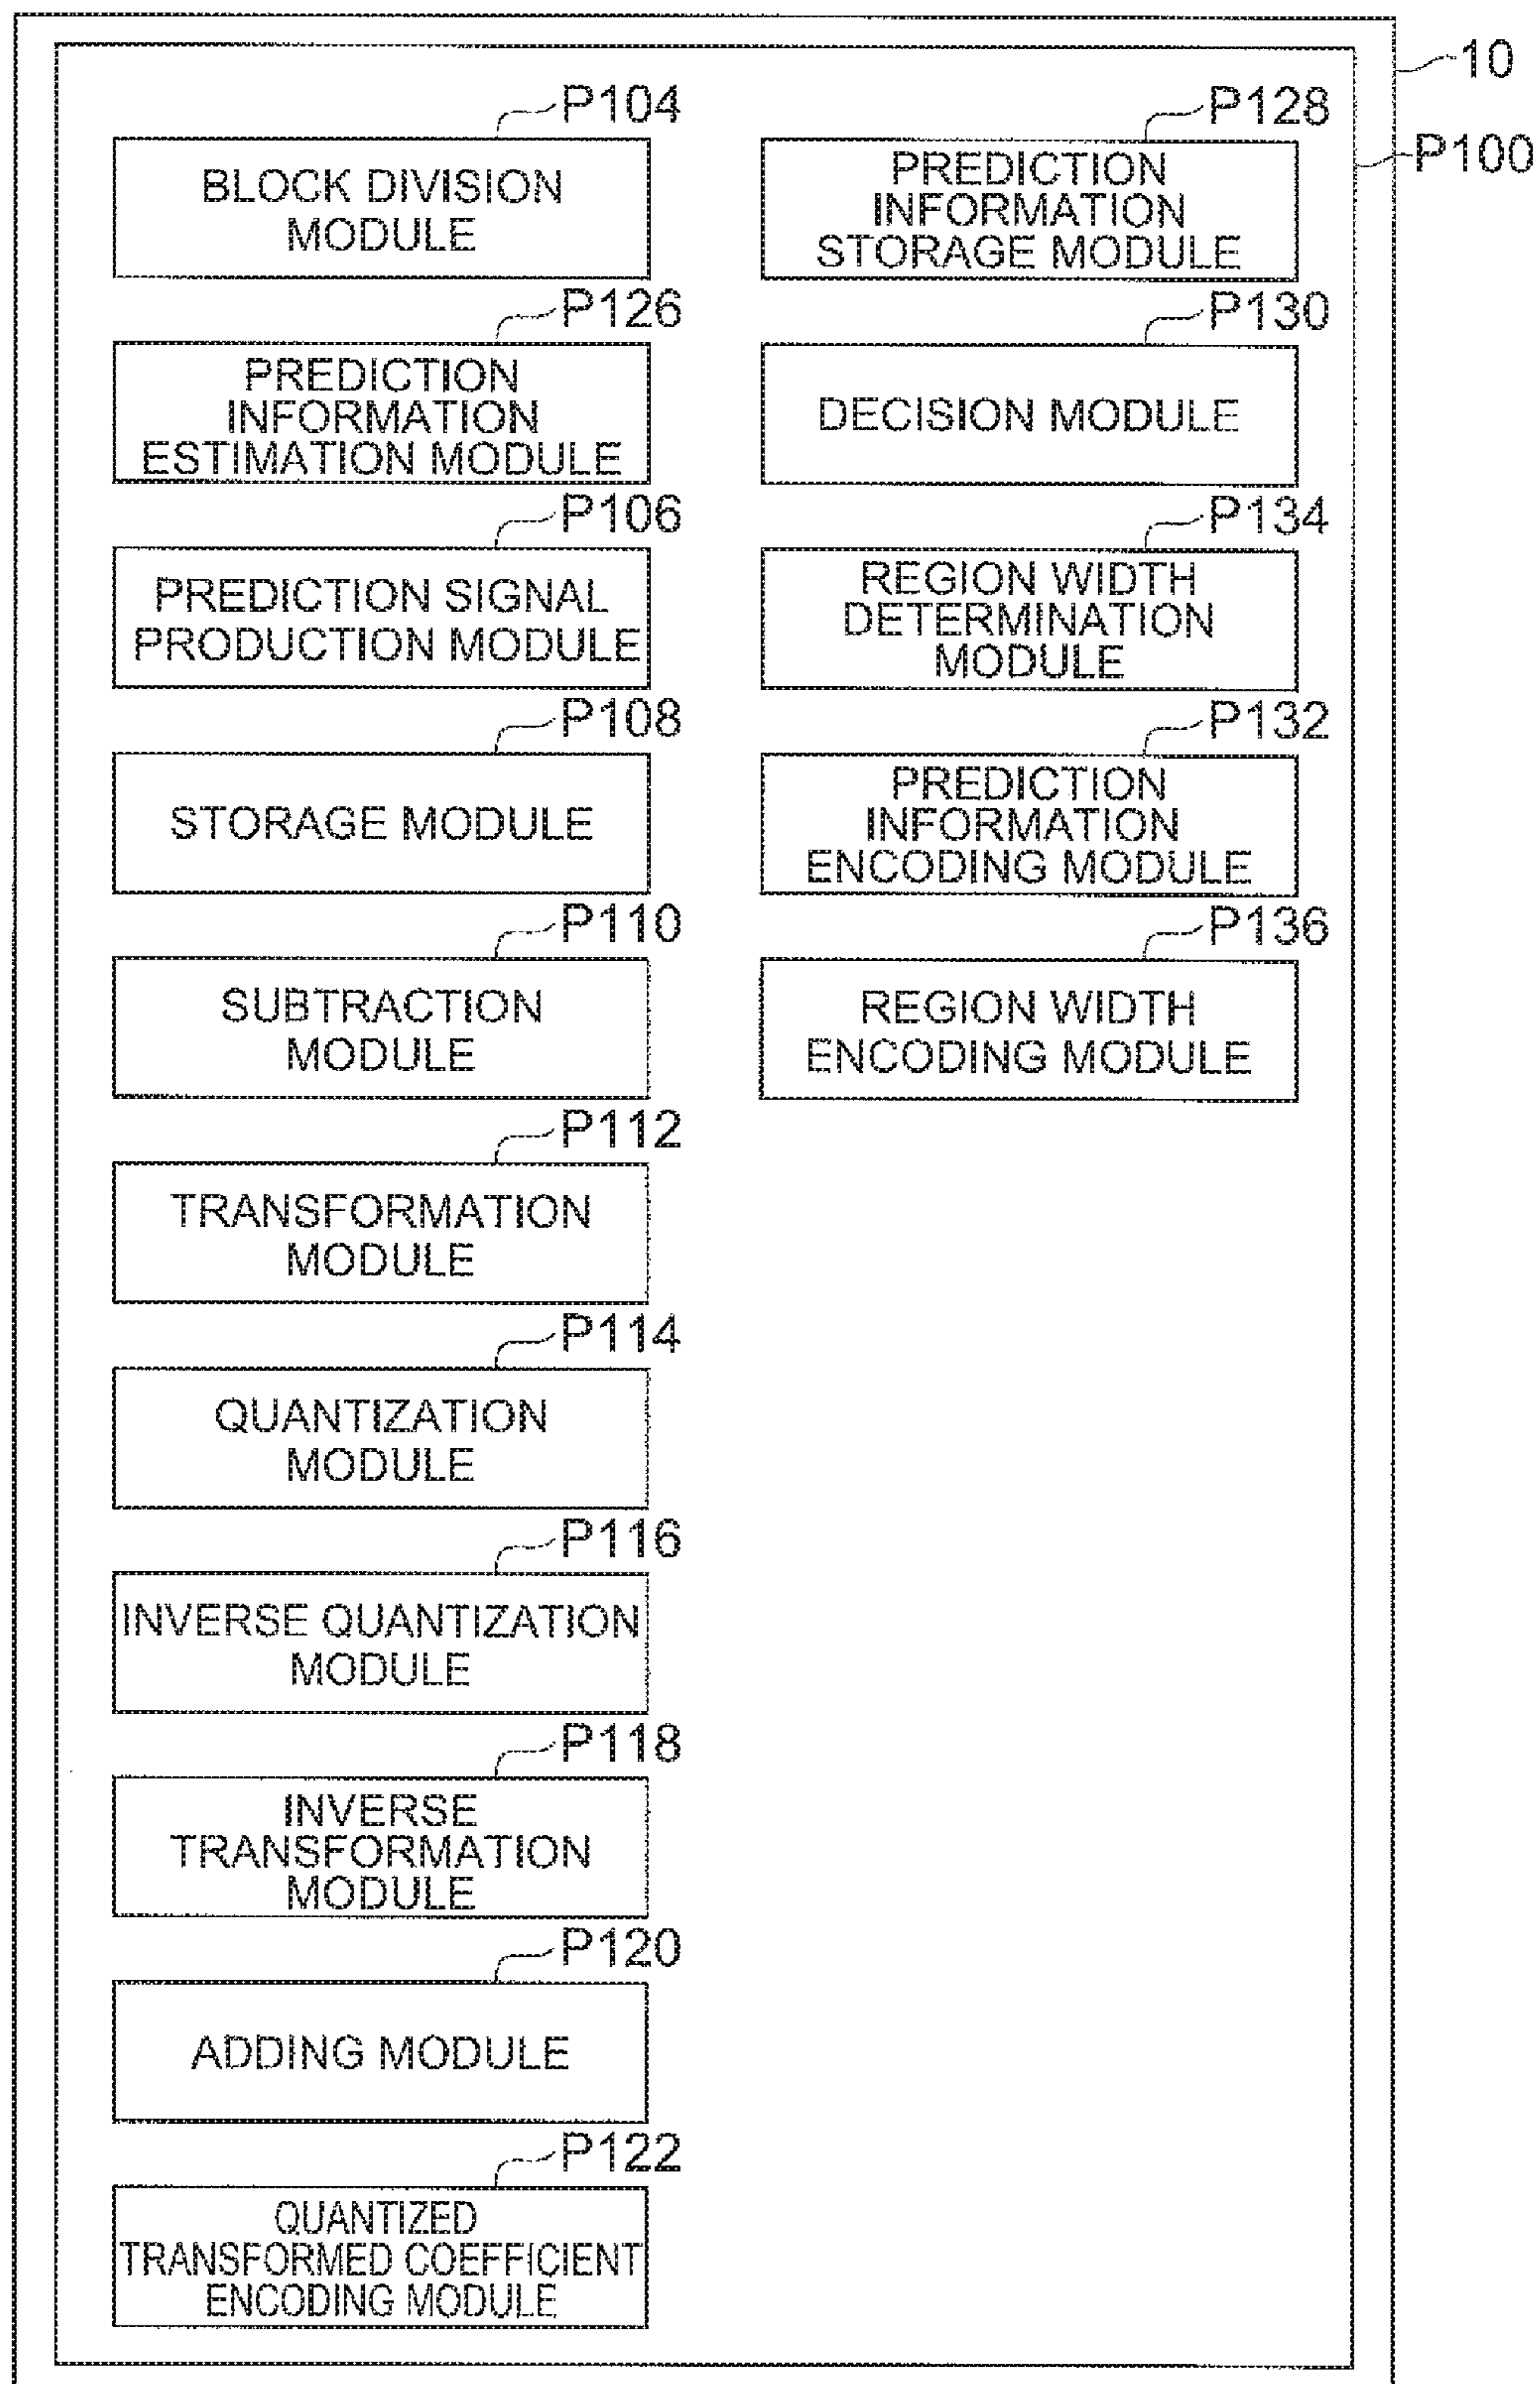 10
P100
P104
BLOCK DIVISION
MODULE
P126
PREDICTION
INFORMATION
ESTIMATION MODULE
P106
PREDICTION SIGNAL
PRODUCTION MODULE
P108
STORAGE MODULE
P110
SUBTRACTION
MODULE
P112
TRANSFORMATION
MODULE
P114
QUANTIZATION
MODULE
P116
INVERSE QUANTIZATION
MODULE
P118
INVERSE
TRANSFORMATION
MODULE
P120
ADDING MODULE
P122
QUANTIZED
TRANSFORMED COEFFICIENT
ENCODING MODULE
P128
PREDICTION
INFORMATION
STORAGE MODULE
P130
DECISION MODULE
P134
REGION WIDTH
DETERMINATION
MODULE
P132
PREDICTION
INFORMATION
ENCODING MODULE
P136
REGION WIDTH
ENCODING MODULE